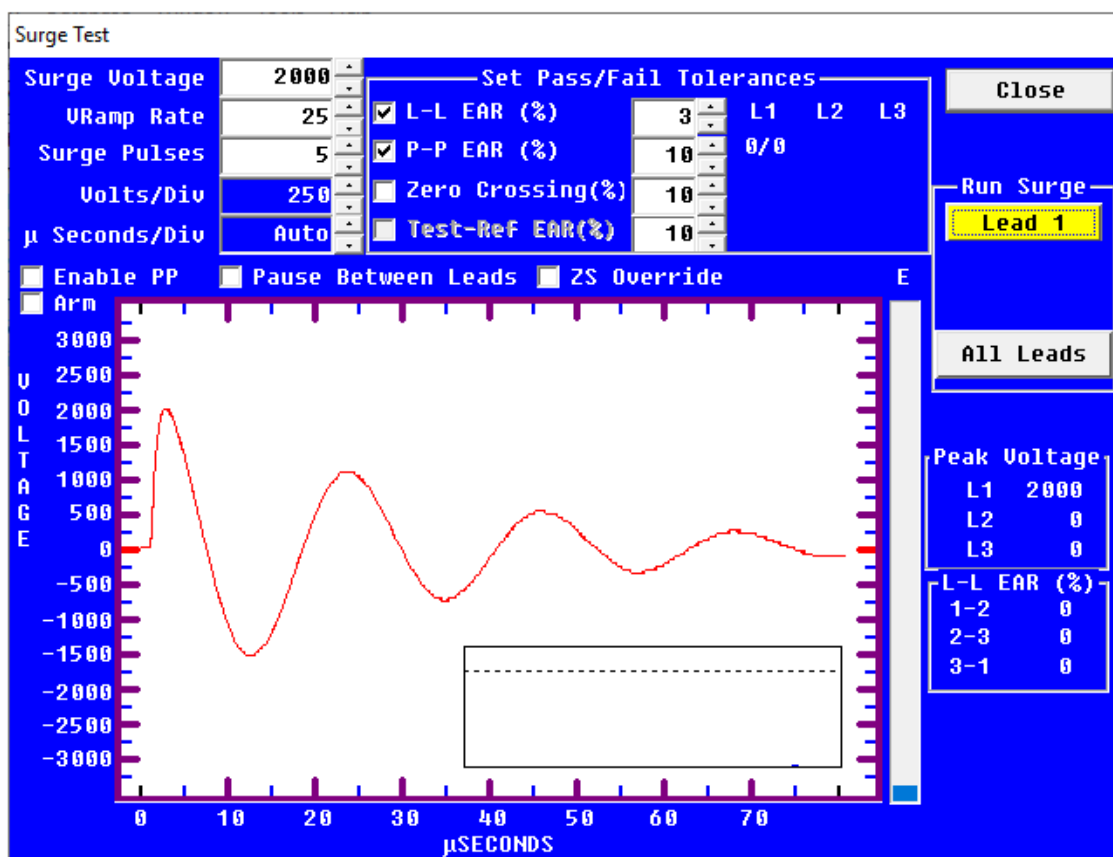 Surge Test
Surge Voltage 2000
VRamp Rate 25
Surge Pulses 5
Volts/Div 250
µ Seconds/Div Auto
Set Pass/Fail Tolerances
L-L EAR (%) 3 L1 L2 L3
P-P EAR (%) 10 0/0
Zero Crossing(%) 10
Test-Ref EAR(%) 10
Close
Run Surge
Lead 1
All Leads
Enable PP Pause Between Leads ZS Override E
Arm
VOLTAGE
3000
2500
2000
1500
1000
500
0
-500
-1000
-1500
-2000
-2500
-3000
0 10 20 30 40 50 60 70
µSECONDS
Peak Voltage
L1 2000
L2 0
L3 0
L-L EAR (%)
1-2 0
2-3 0
3-1 0